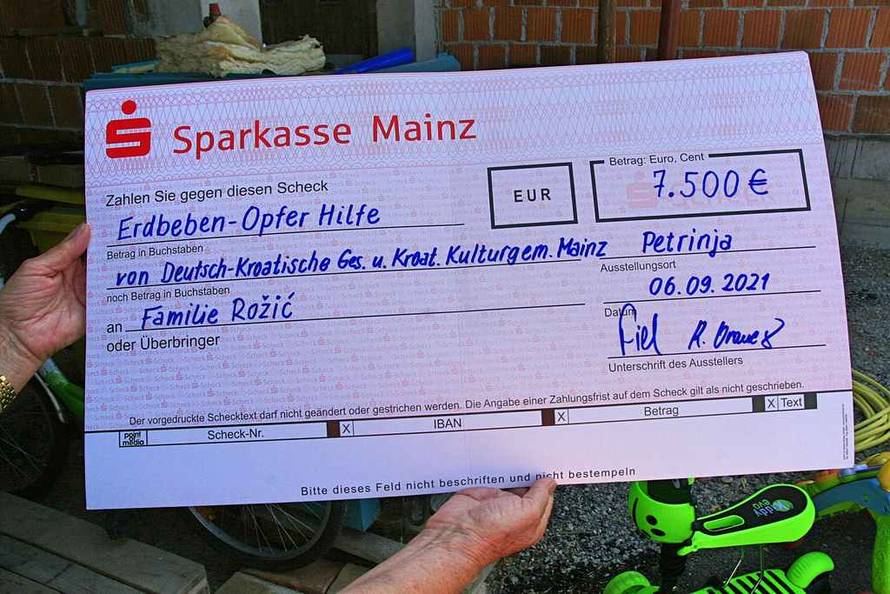 Sparkasse Mainz
Zahlen Sie gegen diesen Scheck
EUR
Betrag: Euro, Cent
7.500 €
Erdbeben-Opfer Hilfe
Betrag in Buchstaben
von Deutsch-Kroatische Ges. u. Kroat. Kulturgem. Mainz
Petrinja
noch Betrag in Buchstaben
Ausstellungsort
an Familie Rožić
06.09.2021
Datum
oder Überbringer
Unterschrift des Ausstellers
Der vorgedruckte Schecktext darf nicht geändert oder gestrichen werden. Die Angabe einer Zahlungsfrist auf dem Scheck gilt als nicht geschrieben.
point media
Scheck-Nr. X IBAN X Betrag X Text
Bitte dieses Feld nicht beschriften und nicht bestempeln